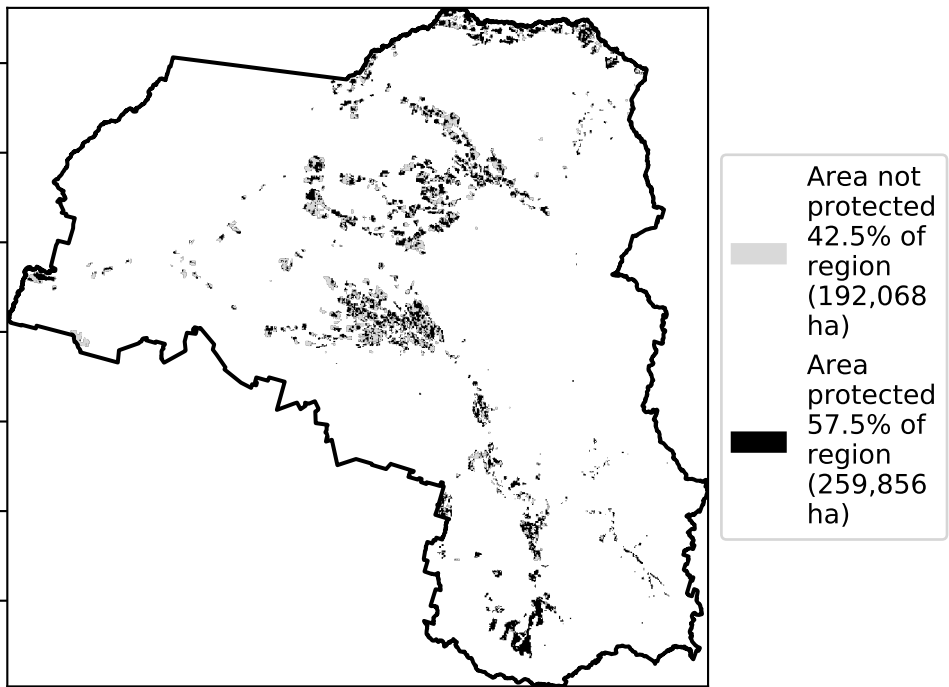 Area not
protected
42.5% of
region
(192,068
ha)
Area
protected
57.5% of
region
(259,856
ha)